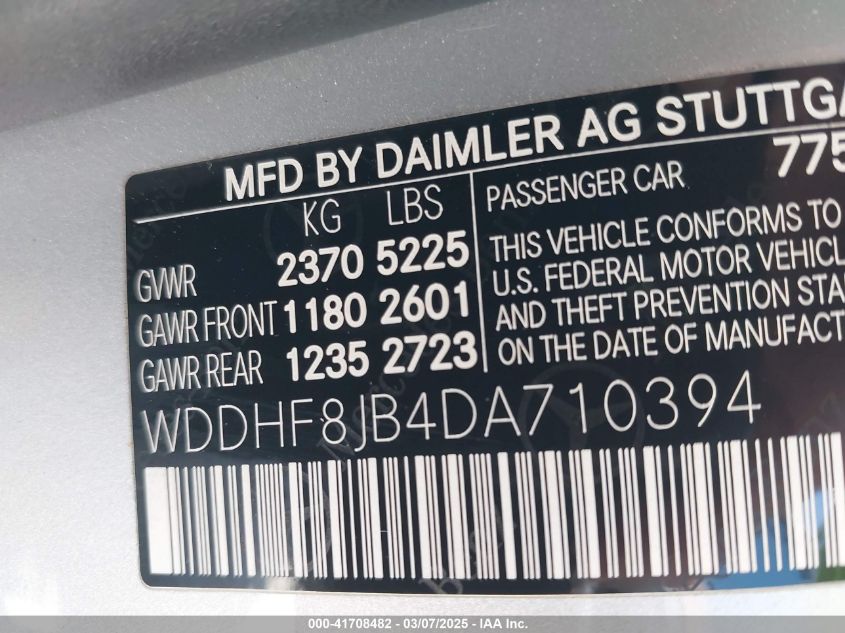 MFD BY DAIMLER AG STUTTGA
KG LBS
GVWR 2370 5225
GAWR FRONT 1180 2601
GAWR REAR 1235 2723
775
PASSENGER CAR
THIS VEHICLE CONFORMS TO
U.S. FEDERAL MOTOR VEHICL
AND THEFT PREVENTION STA
ON THE DATE OF MANUFACT
WDDHF8JB4DA710394
000-41708482 - 03/07/2025 - IAA Inc.